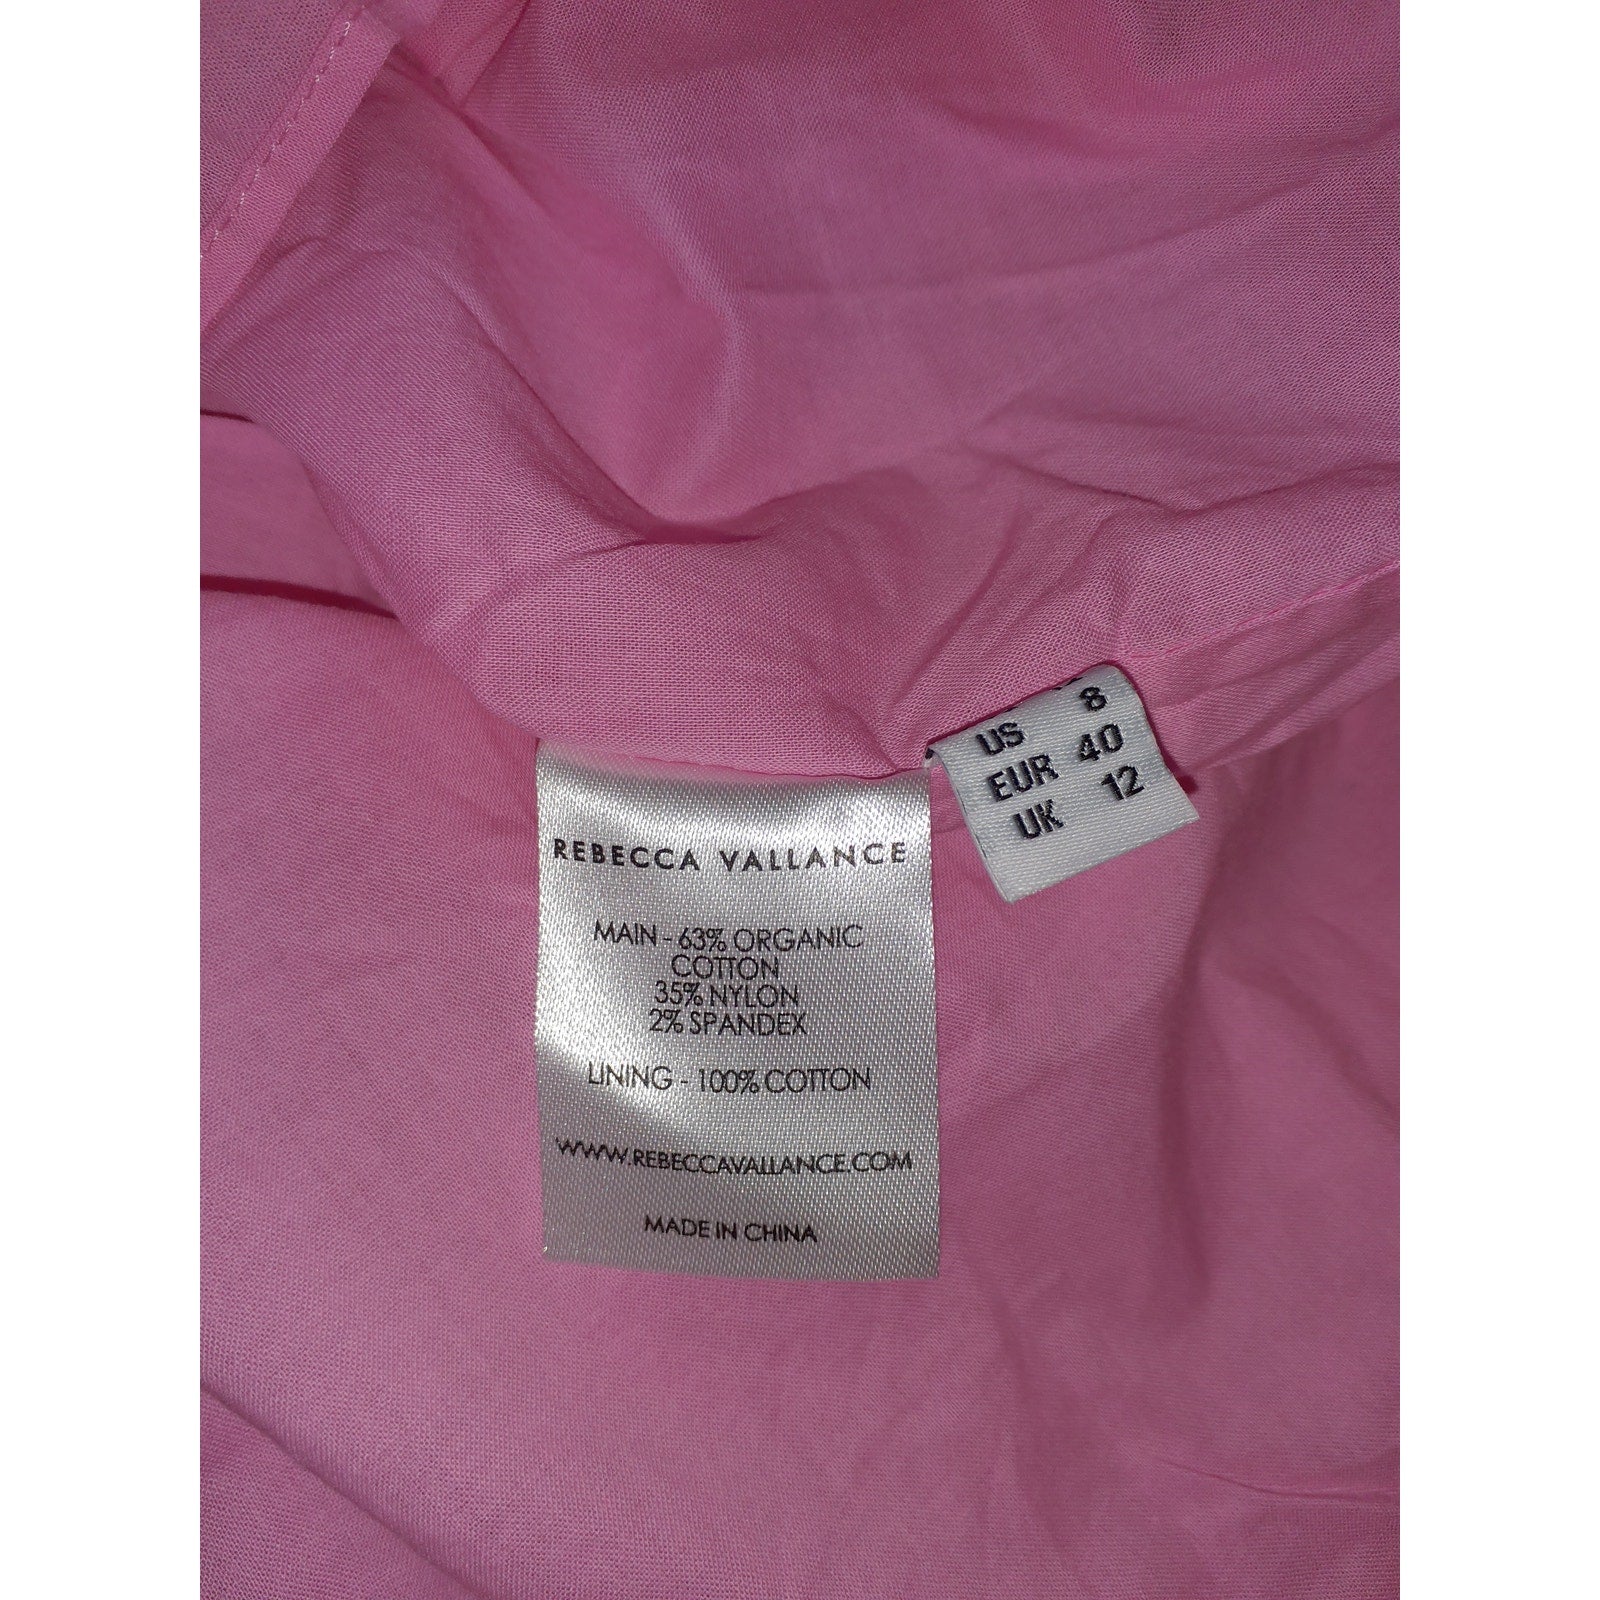 US 8
EUR 40
UK 12
REBECCA VALLANCE
MAIN - 63% ORGANIC
COTTON
35% NYLON
2% SPANDEX
LINING - 100% COTTON
WWW.REBECCAVALLANCE.COM
MADE IN CHINA